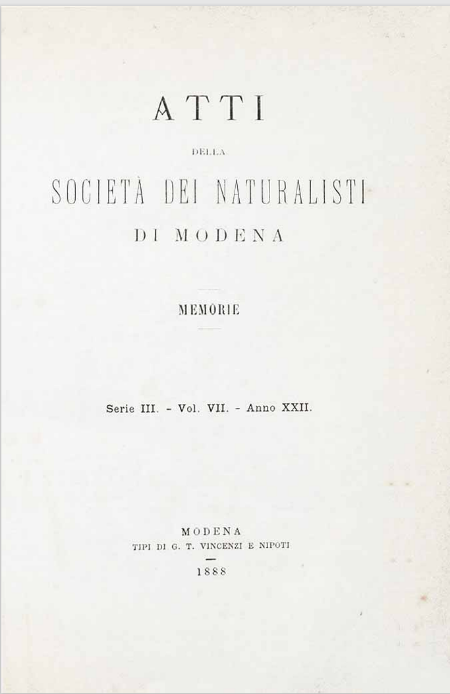 ATTI
DELLA
SOCIETÀ DEI NATURALISTI
DI MODENA
MEMORIE
Serie III. - Vol. VII. - Anno XXII.
MODENA
TIPI DI G. T. VINCENZI E NIPOTI
1888